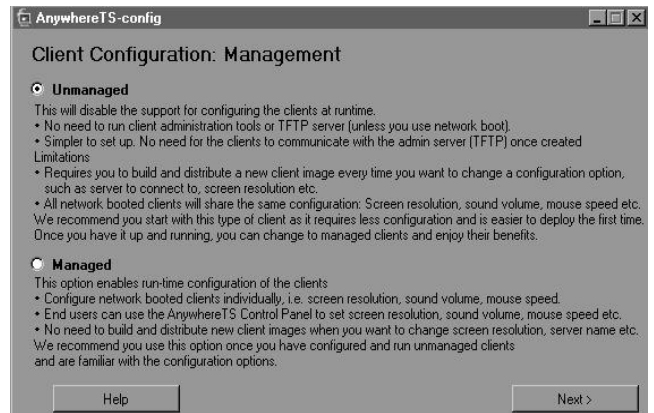 AnywhereTS-config
Client Configuration: Management
Unmanaged
This will disable the support for configuring the clients at runtime.
• No need to run client administration tools or TFTP server (unless you use network boot).
• Simpler to set up. No need for the clients to communicate with the admin server (TFTP) once created
Limitations
• Requires you to build and distribute a new client image every time you want to change a configuration option,
such as server to connect to, screen resolution etc.
• All network booted clients will share the same configuration: Screen resolution, sound volume, mouse speed etc.
We recommend you start with this type of client as it requires less configuration and is easier to deploy the first time.
Once you have it up and running, you can change to managed clients and enjoy their benefits.
Managed
This option enables run-time configuration of the clients
• Configure network booted clients individually, i.e. screen resolution, sound volume, mouse speed.
• End users can use the AnywhereTS Control Panel to set screen resolution, sound volume, mouse speed etc.
• No need to build and distribute new client images when you want to change screen resolution, server name etc.
We recommend you use this option once you have configured and run unmanaged clients
and are familiar with the configuration options.
Help
Next >